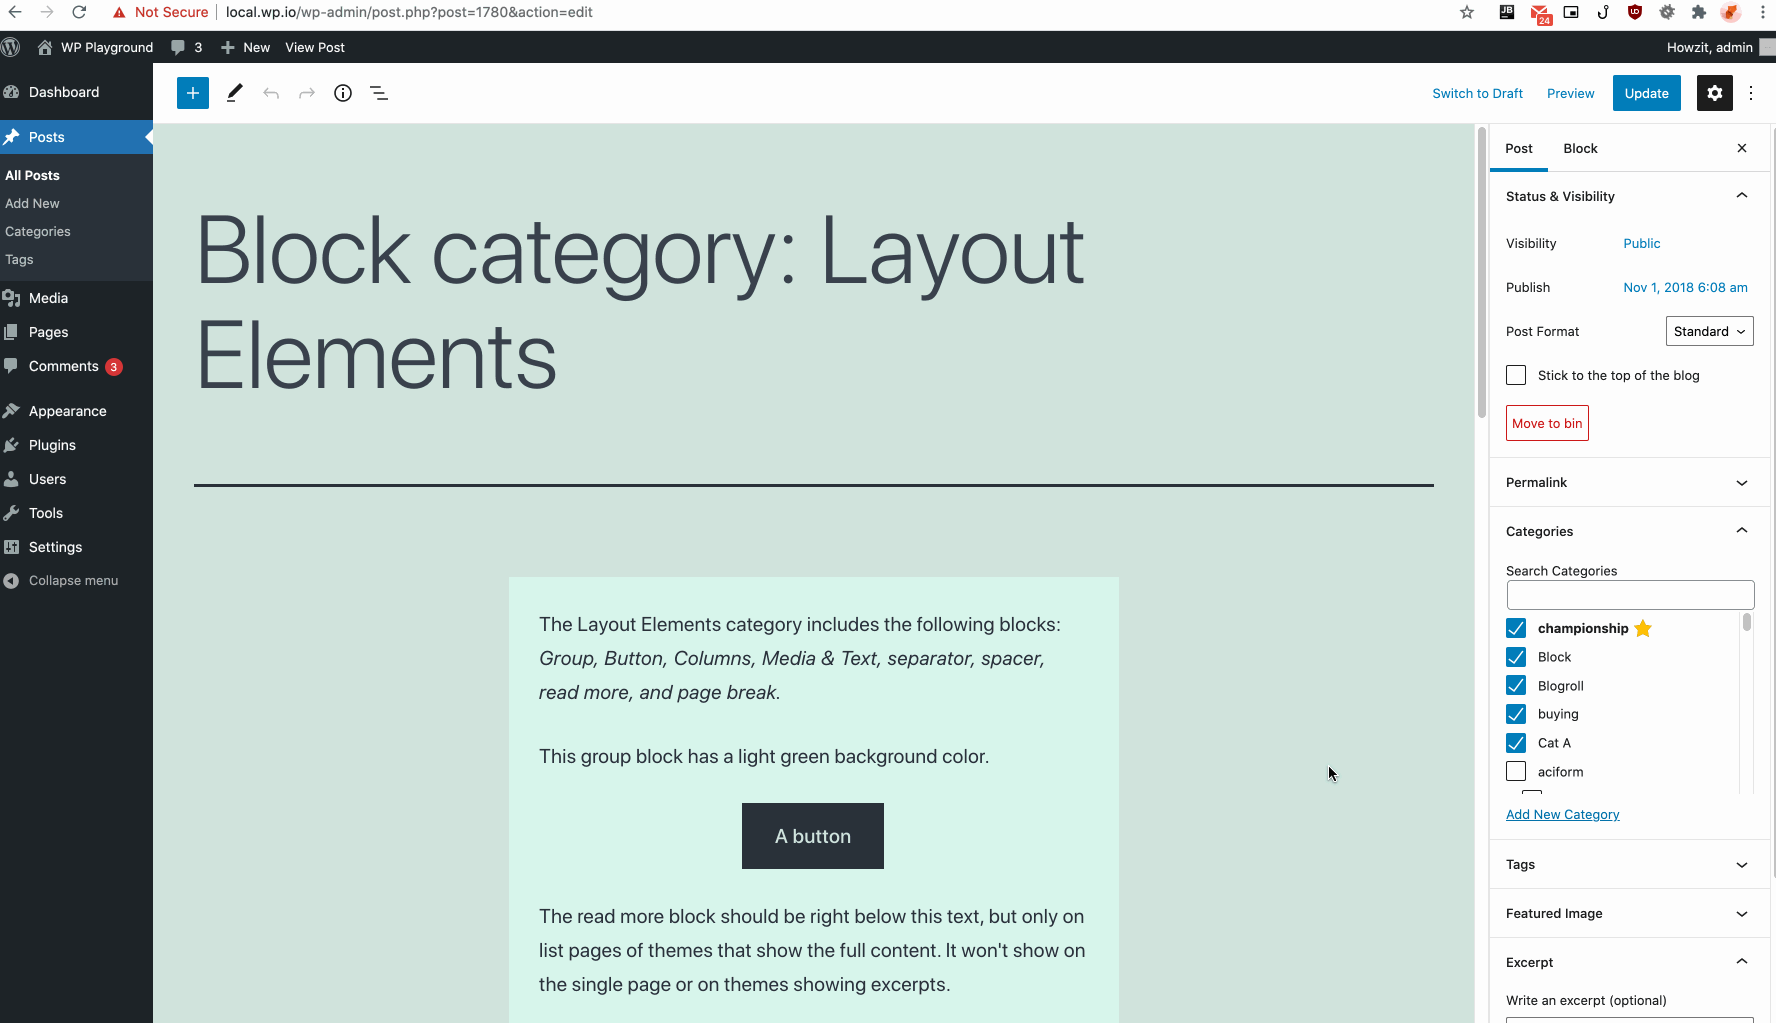 Not Secure
local.wp.io/wp-admin/post.php?post=1780&action=edit
JB
24
UD
WP Playground
3
New
View Post
Howzit, admin
Dashboard
Posts
All Posts
Add New
Categories
Tags
Media
Pages
Comments 3
Appearance
Plugins
Users
Tools
Settings
Collapse menu
Switch to Draft
Preview
Update
Block category: Layout
Elements
The Layout Elements category includes the following blocks:
Group, Button, Columns, Media & Text, separator, spacer,
read more, and page break.
This group block has a light green background color.
A button
The read more block should be right below this text, but only on
list pages of themes that show the full content. It won't show on
the single page or on themes showing excerpts.
Post
Block
Status & Visibility
Visibility
Public
Publish
Nov 1, 2018 6:08 am
Post Format
Standard
Stick to the top of the blog
Move to bin
Permalink
Categories
Search Categories
championship
Block
Blogroll
buying
Cat A
aciform
Add New Category
Tags
Featured Image
Excerpt
Write an excerpt (optional)